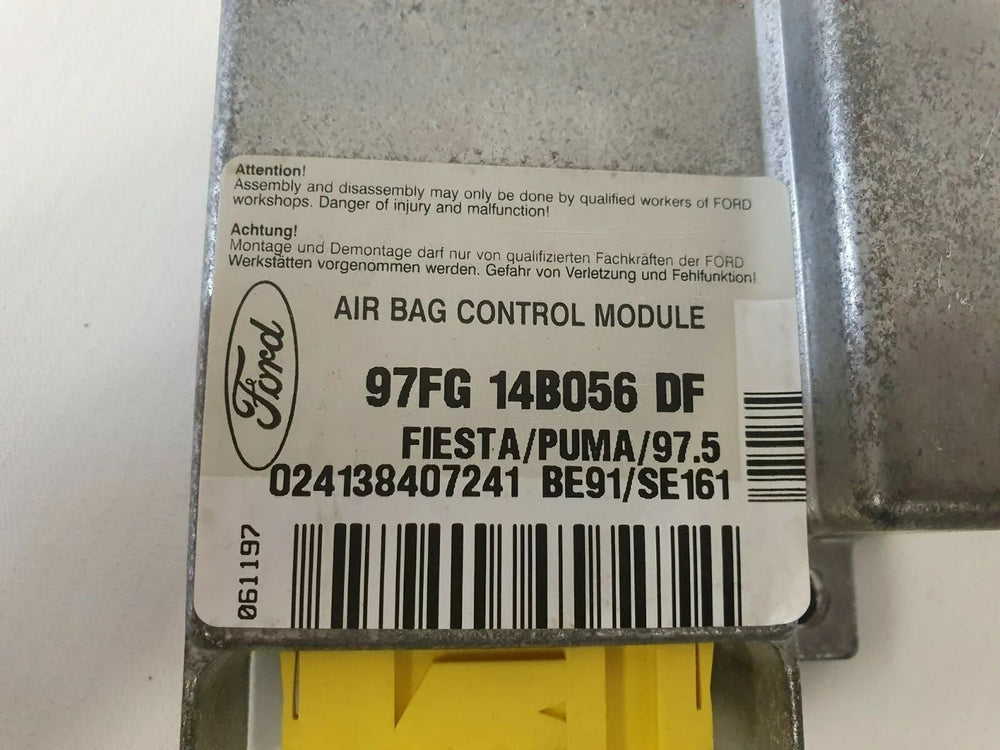 Attention!
Assembly and disassembly may only be done by qualified workers of FORD
workshops. Danger of injury and malfunction!
Achtung!
Montage und Demontage darf nur von qualifizierten Fachkräften der FORD
Werkstätten vorgenommen werden. Gefahr von Verletzung und Fehlfunktion!
Ford
AIR BAG CONTROL MODULE
97FG 14B056 DF
FIESTA/PUMA/97.5
024138407241 BE91/SE161
061197